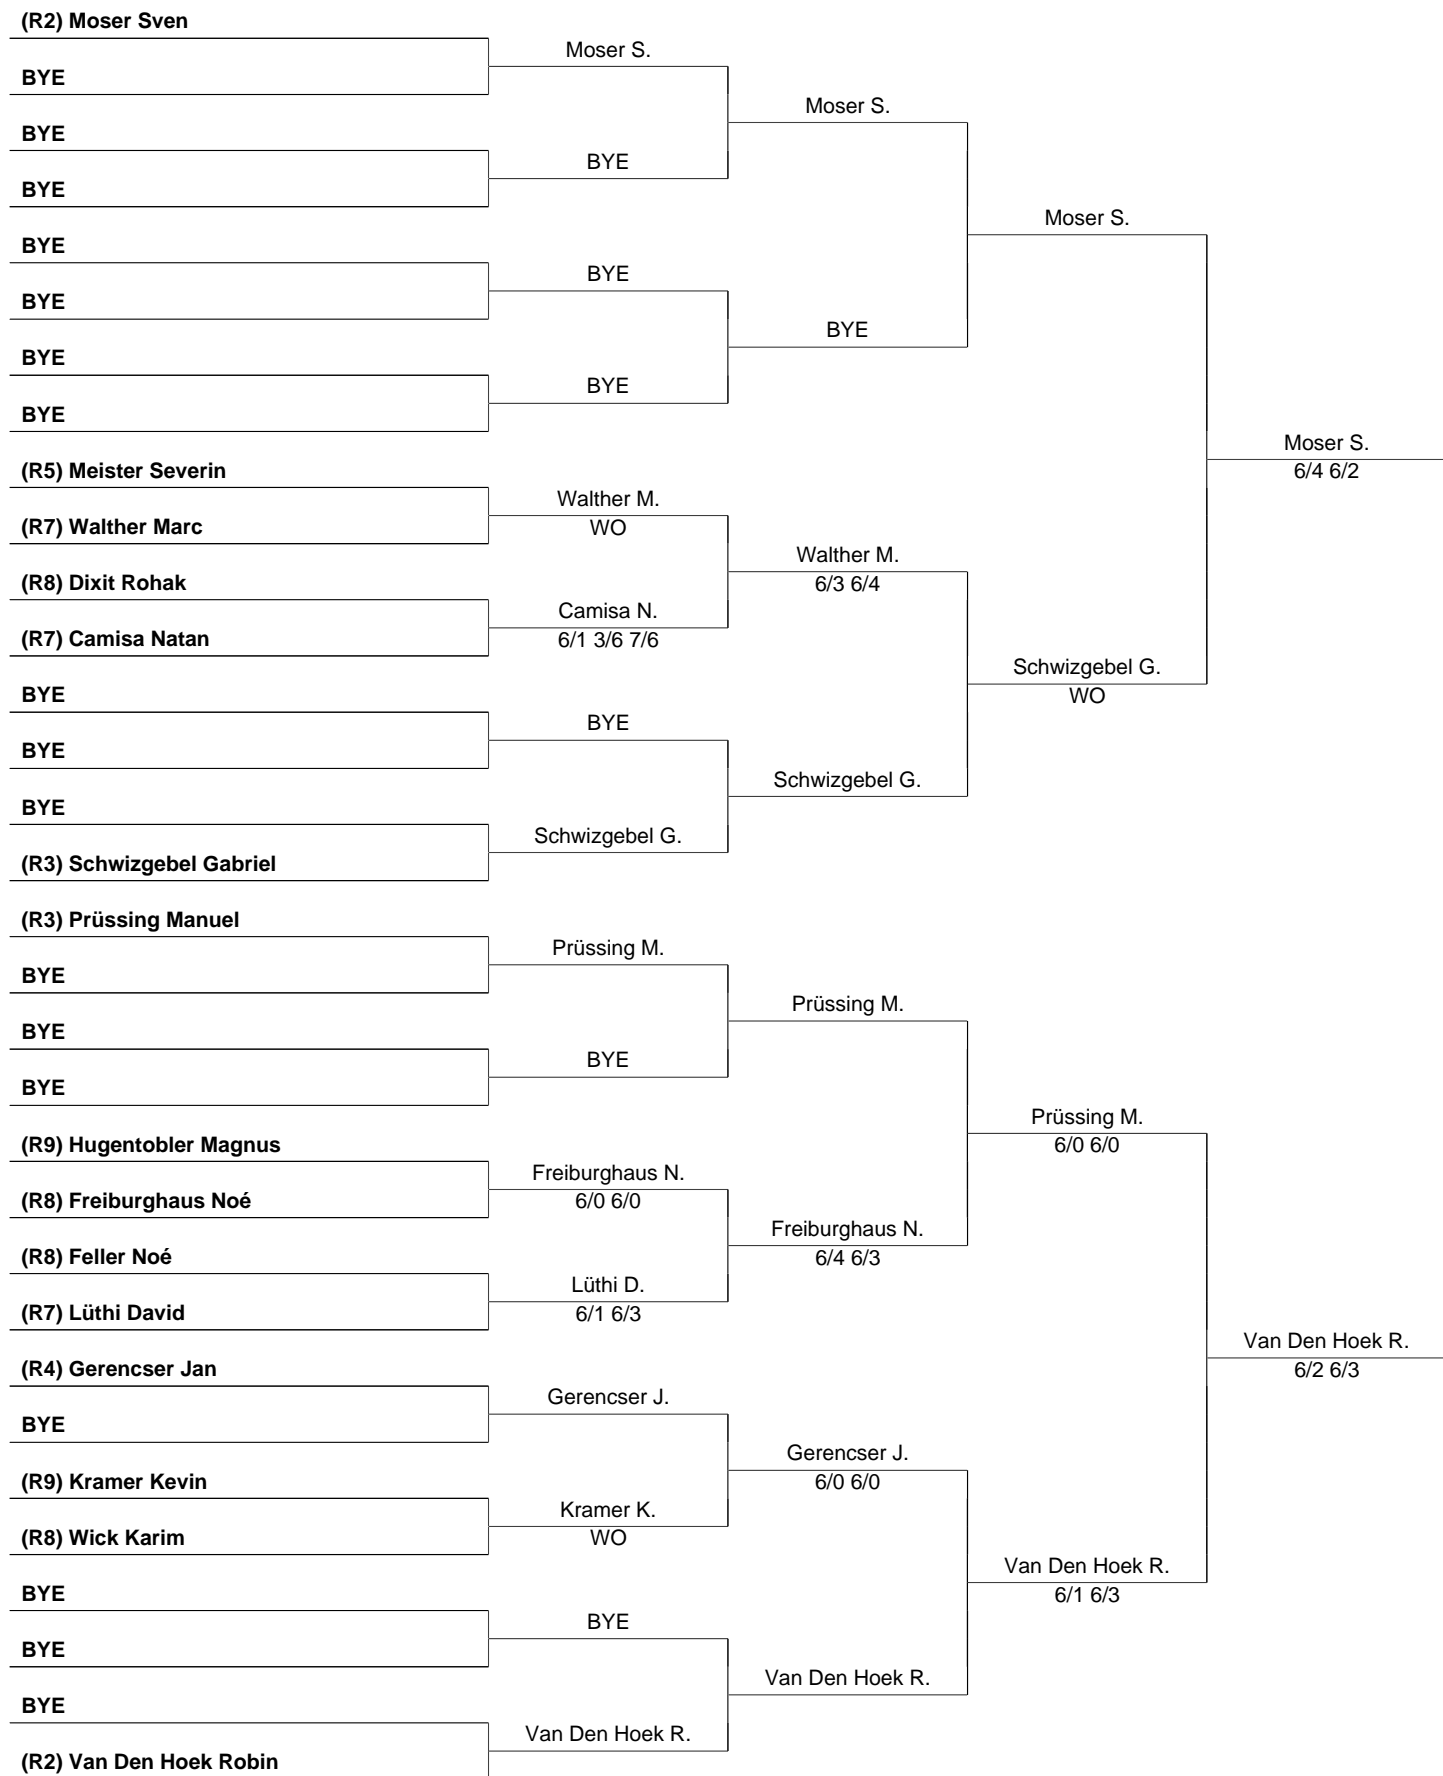 (R2) Moser Sven
BYE
BYE
BYE
BYE
BYE
BYE
BYE
(R5) Meister Severin
(R7) Walther Marc
(R8) Dixit Rohak
(R7) Camisa Natan
BYE
BYE
BYE
(R3) Schwizgebel Gabriel
(R3) Prüssing Manuel
BYE
BYE
BYE
(R9) Hugentobler Magnus
(R8) Freiburghaus Noé
(R8) Feller Noé
(R7) Lüthi David
(R4) Gerencser Jan
BYE
(R9) Kramer Kevin
(R8) Wick Karim
BYE
BYE
BYE
(R2) Van Den Hoek Robin
Moser S.
BYE
BYE
BYE
Walther M.
WO
Camisa N.
6/1 3/6 7/6
BYE
Schwizgebel G.
Prüssing M.
BYE
Freiburghaus N.
6/0 6/0
Lüthi D.
6/1 6/3
Gerencser J.
Kramer K.
WO
BYE
Van Den Hoek R.
Moser S.
BYE
Walther M.
6/3 6/4
Schwizgebel G.
Prüssing M.
Freiburghaus N.
6/4 6/3
Gerencser J.
6/0 6/0
Van Den Hoek R.
Moser S.
Schwizgebel G.
WO
Prüssing M.
6/0 6/0
Van Den Hoek R.
6/1 6/3
Moser S.
6/4 6/2
Van Den Hoek R.
6/2 6/3